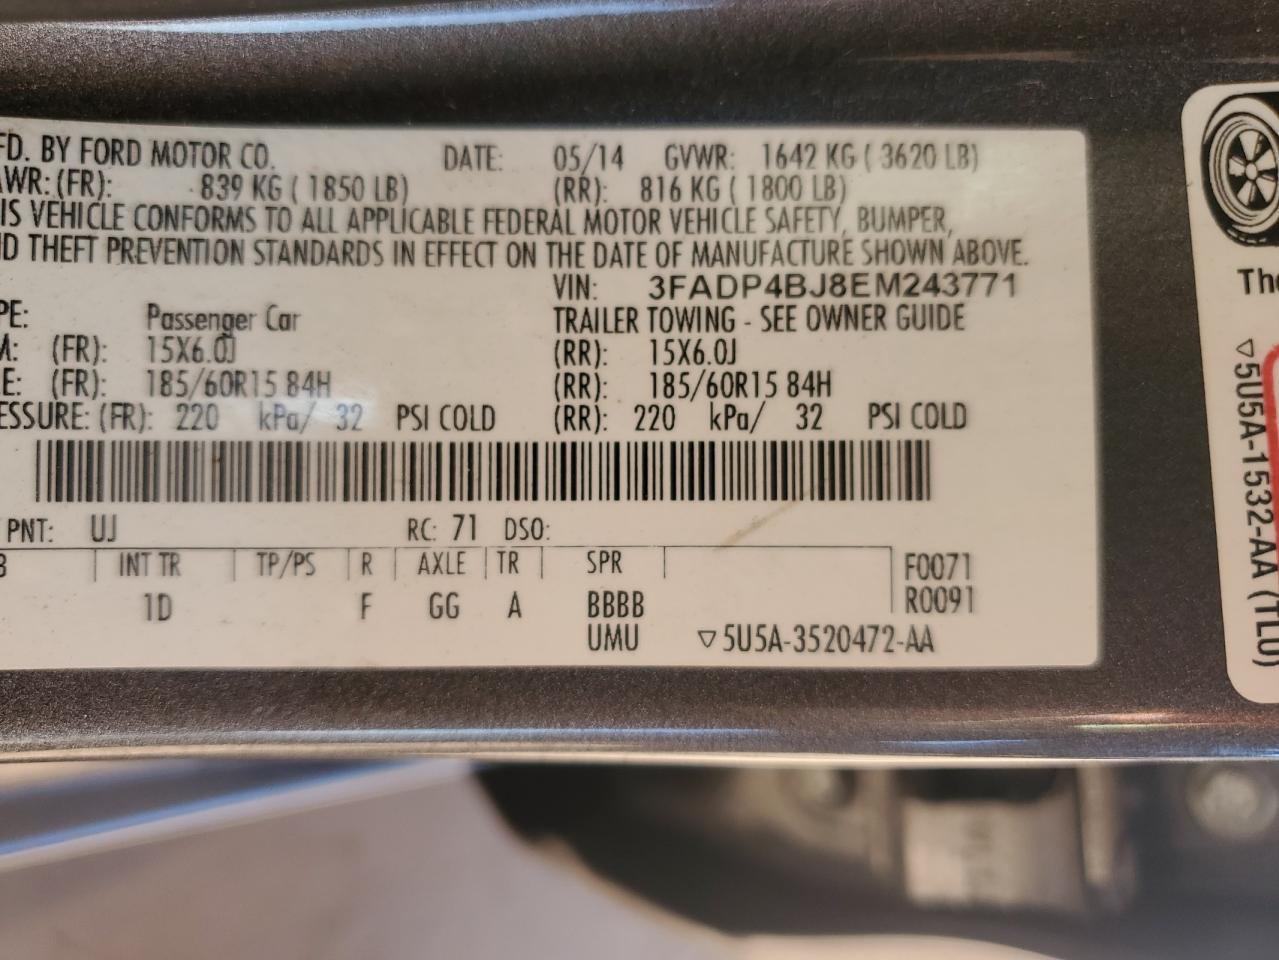 FD. BY FORD MOTOR CO. DATE: 05/14 GVWR: 1642 KG ( 3620 LB)
AWR: (FR): 839 KG ( 1850 LB) (RR): 816 KG ( 1800 LB)
IS VEHICLE CONFORMS TO ALL APPLICABLE FEDERAL MOTOR VEHICLE SAFETY, BUMPER,
ID THEFT PREVENTION STANDARDS IN EFFECT ON THE DATE OF MANUFACTURE SHOWN ABOVE.
VIN: 3FADP4BJ8EM243771
PE: Passenger Car TRAILER TOWING - SEE OWNER GUIDE
M: (FR): 15X6.0J (RR): 15X6.0J
E: (FR): 185/60R15 84H (RR): 185/60R15 84H
ESSURE: (FR): 220 kPa/ 32 PSI COLD (RR): 220 kPa/ 32 PSI COLD
PNT: UJ RC: 71 DSO:
INT TR TP/PS R AXLE TR SPR F0071
1D F GG A BBBB R0091
UMU ▽5U5A-3520472-AA
The
▽5U5A-1532-AA (TLU)